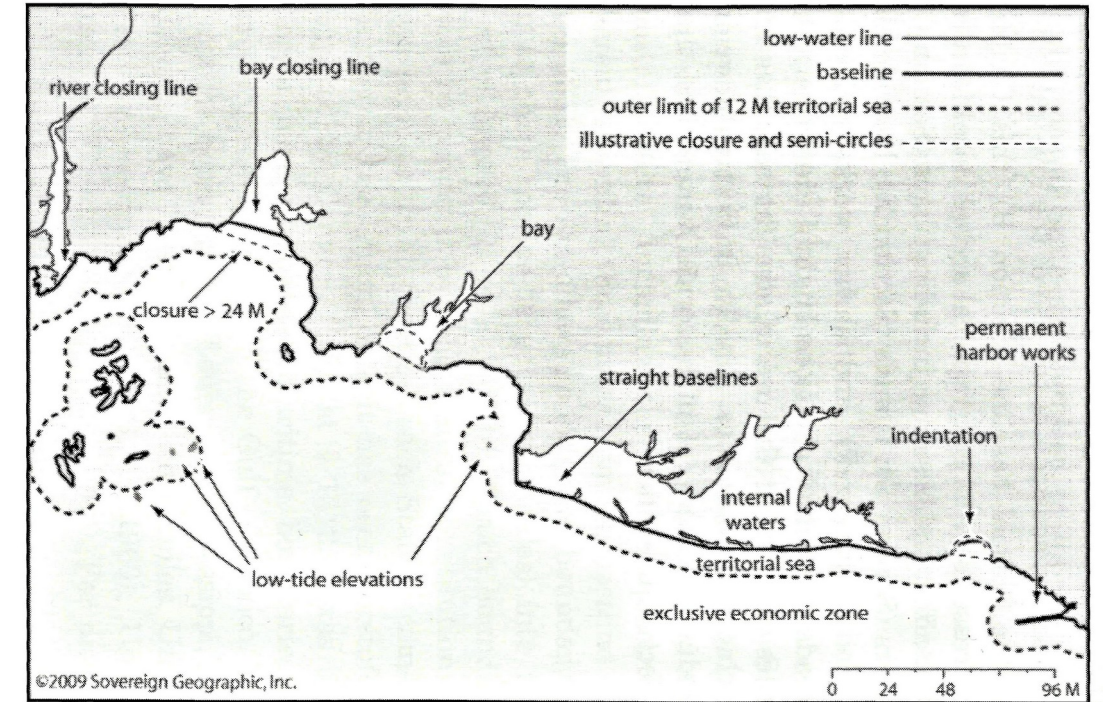 low-water line
baseline
outer limit of 12 M territorial sea
illustrative closure and semi-circles
river closing line
bay closing line
bay
closure > 24 M
permanent
harbor works
straight baselines
indentation
internal
waters
territorial sea
low-tide elevations
exclusive economic zone
©2009 Sovereign Geographic, Inc.
0 24 48 96 M